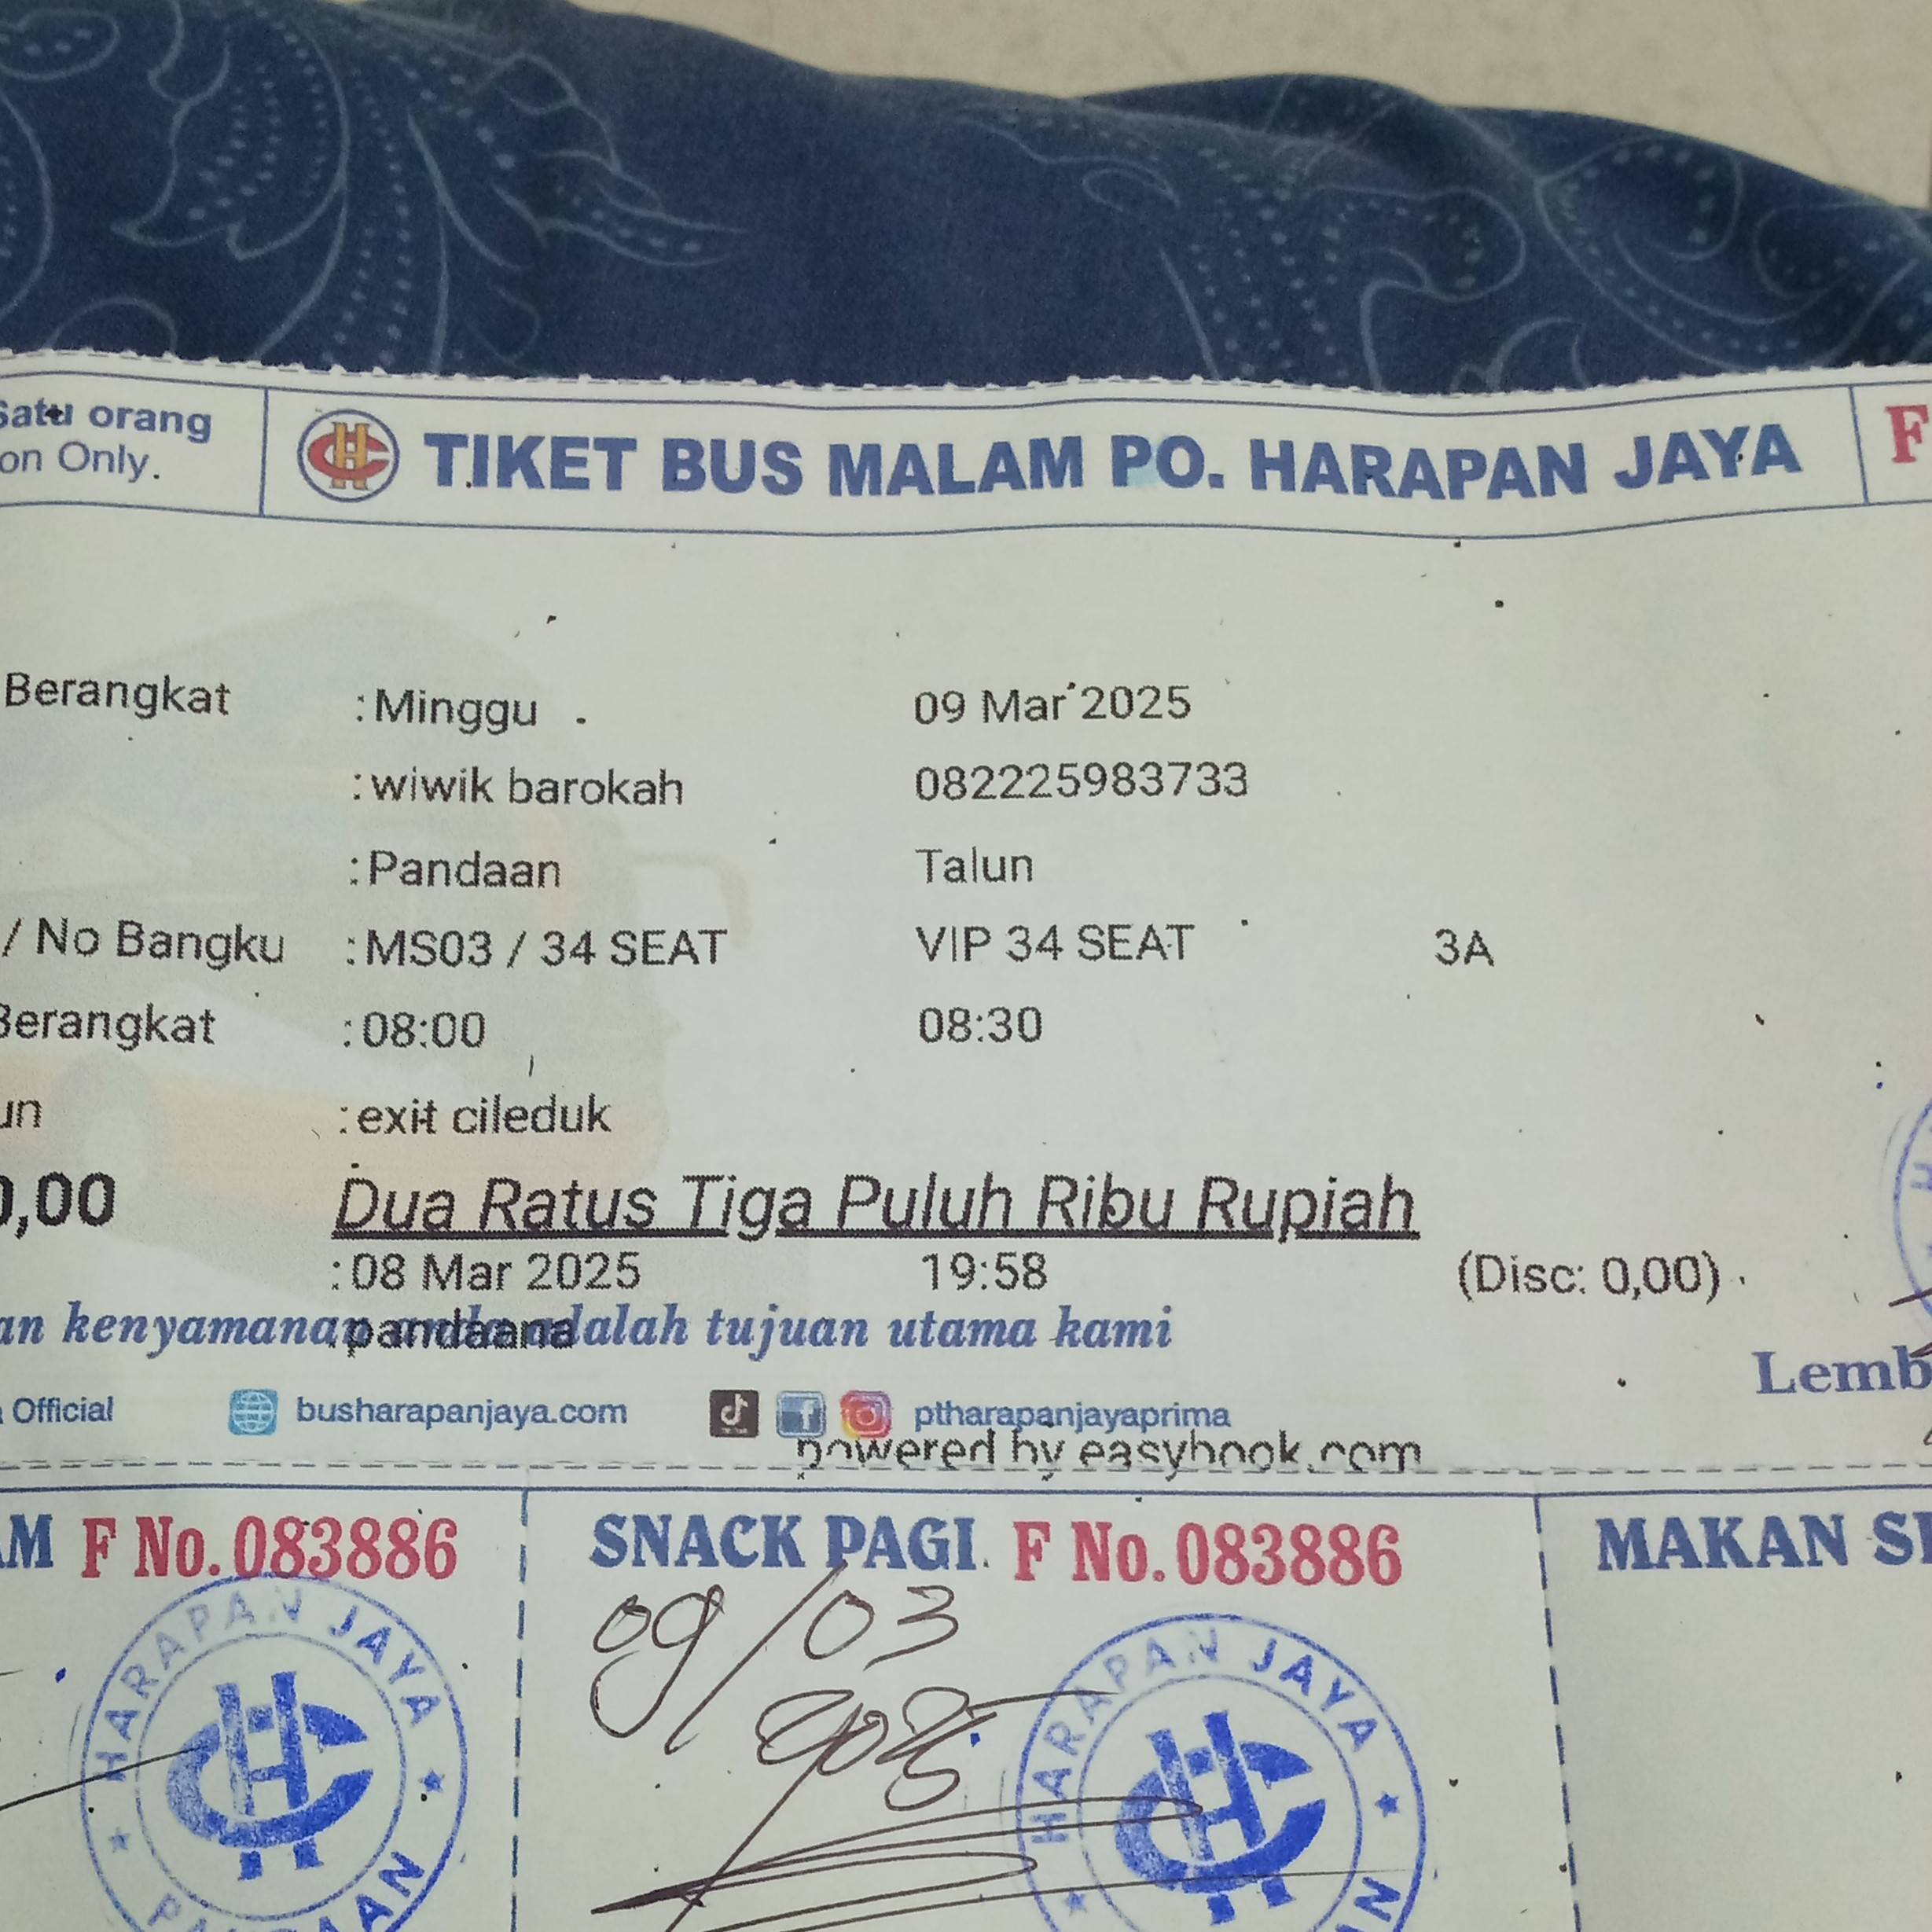 Satu orang
on Only.
TIKET BUS MALAM PO. HARAPAN JAYA
F
Berangkat :Minggu 09 Mar 2025
:wiwik barokah 082225983733
:Pandaan Talun
/ No Bangku :MS03 / 34 SEAT VIP 34 SEAT 3A
Berangkat :08:00 08:30
un :exit cileduk
0,00 Dua Ratus Tiga Puluh Ribu Rupiah
:08 Mar 2025 19:58 (Disc: 0,00)
an kenyamanan anda adalah tujuan utama kami
:pandaana
Official busharapanjaya.com ptharapanjayaprima
Lemb
powered by easybook.com
AM F No. 083886
SNACK PAGI F No. 083886
MAKAN SI
09/03
2025
HARAPAN JAYA
PANDAAN
HARAPAN JAYA